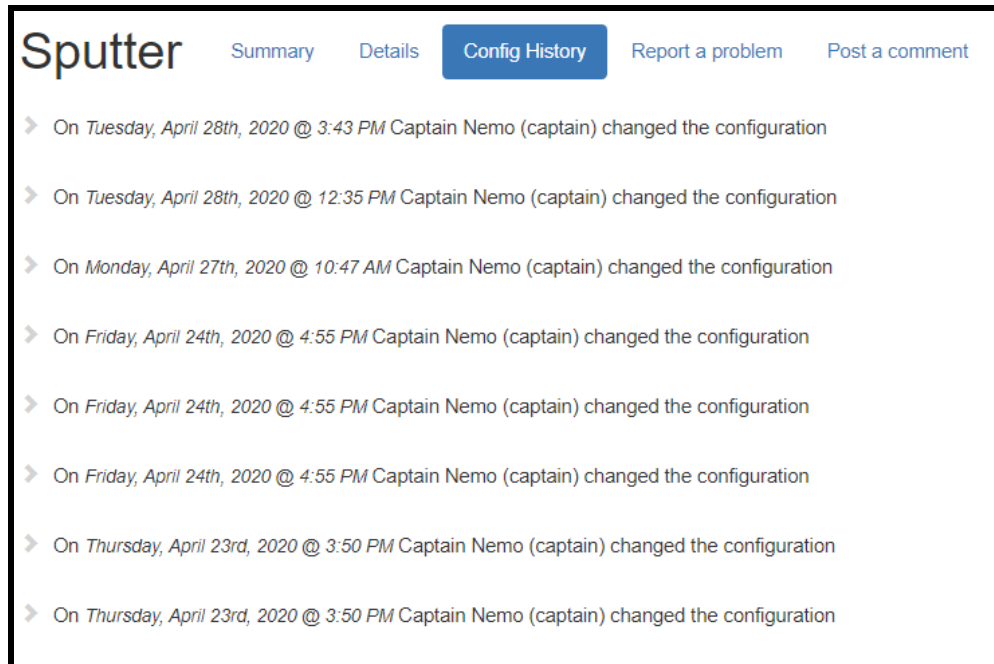 Sputter Summary Details Config History Report a problem Post a comment
On Tuesday, April 28th, 2020 @ 3:43 PM Captain Nemo (captain) changed the configuration
On Tuesday, April 28th, 2020 @ 12:35 PM Captain Nemo (captain) changed the configuration
On Monday, April 27th, 2020 @ 10:47 AM Captain Nemo (captain) changed the configuration
On Friday, April 24th, 2020 @ 4:55 PM Captain Nemo (captain) changed the configuration
On Friday, April 24th, 2020 @ 4:55 PM Captain Nemo (captain) changed the configuration
On Friday, April 24th, 2020 @ 4:55 PM Captain Nemo (captain) changed the configuration
On Thursday, April 23rd, 2020 @ 3:50 PM Captain Nemo (captain) changed the configuration
On Thursday, April 23rd, 2020 @ 3:50 PM Captain Nemo (captain) changed the configuration